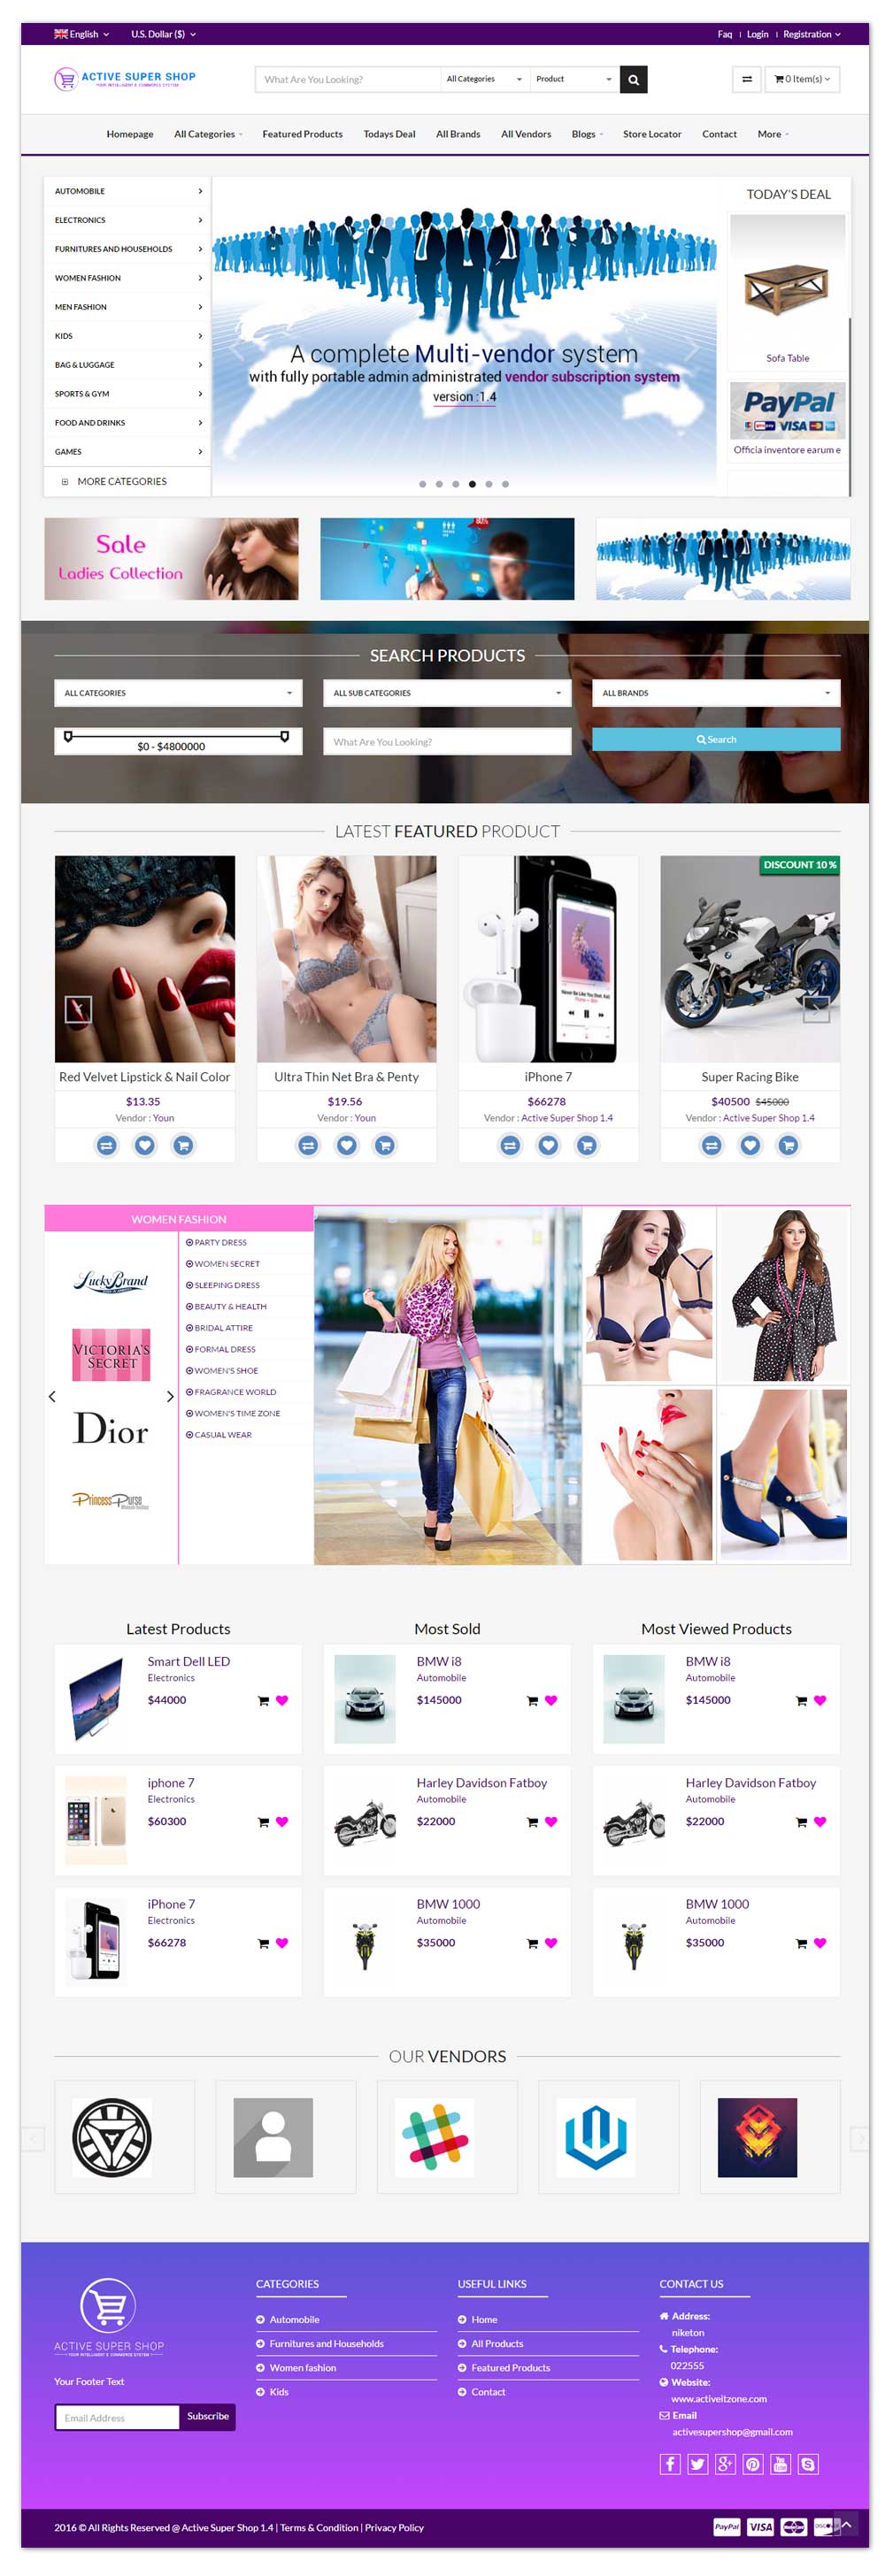 English
U.S. Dollar ($)
Faq
Login
Registration
ACTIVE SUPER SHOP
YOUR INTELLIGENT E-COMMERCE SYSTEM
What Are You Looking?
All Categories
Product
0 Item(s)
Homepage
All Categories
Featured Products
Todays Deal
All Brands
All Vendors
Blogs
Store Locator
Contact
More
AUTOMOBILE
ELECTRONICS
FURNITURES AND HOUSEHOLDS
WOMEN FASHION
MEN FASHION
KIDS
BAG & LUGGAGE
SPORTS & GYM
FOOD AND DRINKS
GAMES
MORE CATEGORIES
A complete Multi-vendor system
with fully portable admin administrated vendor subscription system
version :1.4
TODAY'S DEAL
Sofa Table
PayPal
VISA
Officia inventore earum e
Sale
Ladies Collection
80%
SEARCH PRODUCTS
ALL CATEGORIES
ALL SUB CATEGORIES
ALL BRANDS
$0 - $4800000
What Are You Looking?
Search
LATEST FEATURED PRODUCT
DISCOUNT 10 %
Red Velvet Lipstick & Nail Color
$13.35
Vendor : Youn
Ultra Thin Net Bra & Penty
$19.56
Vendor : Youn
iPhone 7
$66278
Vendor : Active Super Shop 1.4
Super Racing Bike
$40500 $45000
Vendor : Active Super Shop 1.4
WOMEN FASHION
Lucky Brand
VICTORIA'S
SECRET
Dior
Princess Purse
PARTY DRESS
WOMEN SECRET
SLEEPING DRESS
BEAUTY & HEALTH
BRIDAL ATTIRE
FORMAL DRESS
WOMEN'S SHOE
FRAGRANCE WORLD
WOMEN'S TIME ZONE
CASUAL WEAR
Latest Products
Smart Dell LED
Electronics
$44000
iphone 7
Electronics
$60300
iPhone 7
Electronics
$66278
Most Sold
BMW i8
Automobile
$145000
Harley Davidson Fatboy
Automobile
$22000
BMW 1000
Automobile
$35000
Most Viewed Products
BMW i8
Automobile
$145000
Harley Davidson Fatboy
Automobile
$22000
BMW 1000
Automobile
$35000
OUR VENDORS
ACTIVE SUPER SHOP
YOUR INTELLIGENT E-COMMERCE SYSTEM
Your Footer Text
Email Address
Subscribe
CATEGORIES
Automobile
Furnitures and Households
Women fashion
Kids
USEFUL LINKS
Home
All Products
Featured Products
Contact
CONTACT US
Address:
niketon
Telephone:
022555
Website:
www.activeitzone.com
Email
activesupershop@gmail.com
2016 © All Rights Reserved @ Active Super Shop 1.4 | Terms & Condition | Privacy Policy
PayPal
VISA
MasterCard